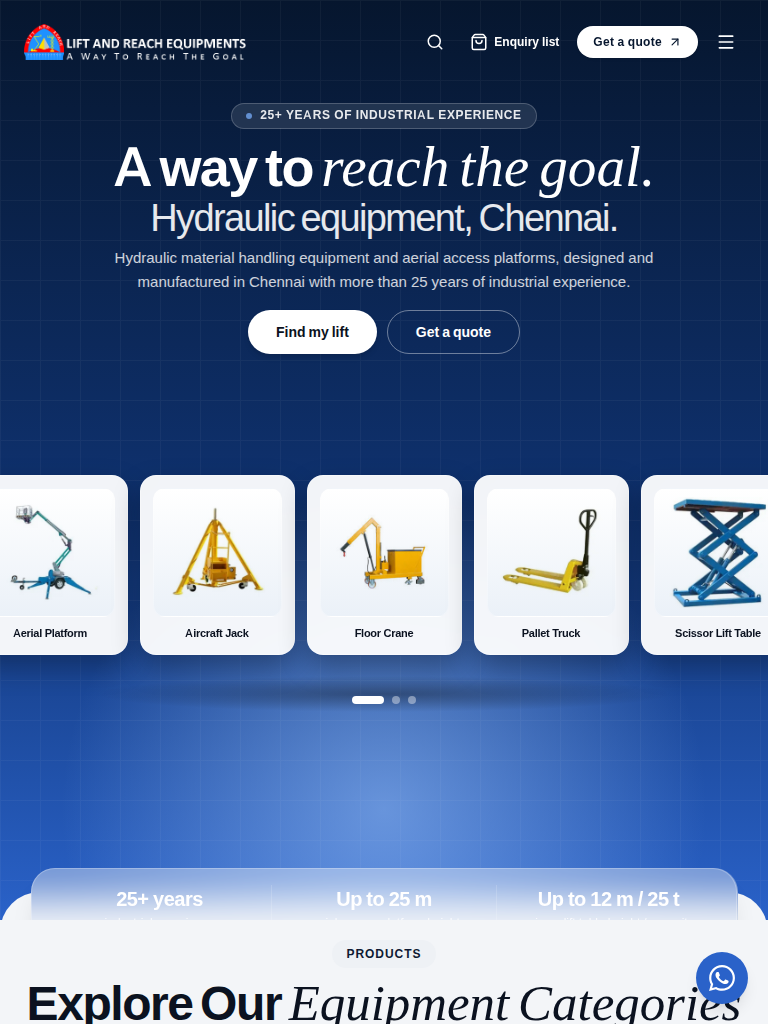 LIFT AND REACH EQUIPMENTS
A Way To Reach The Goal
Enquiry list
Get a quote
25+ YEARS OF INDUSTRIAL EXPERIENCE
A way to reach the goal.
Hydraulic equipment, Chennai.
Hydraulic material handling equipment and aerial access platforms, designed and
manufactured in Chennai with more than 25 years of industrial experience.
Find my lift
Get a quote
Aerial Platform
Aircraft Jack
Floor Crane
Pallet Truck
Scissor Lift Table
25+ years
Up to 25 m
Up to 12 m / 25 t
PRODUCTS
Explore Our Equipment Categories